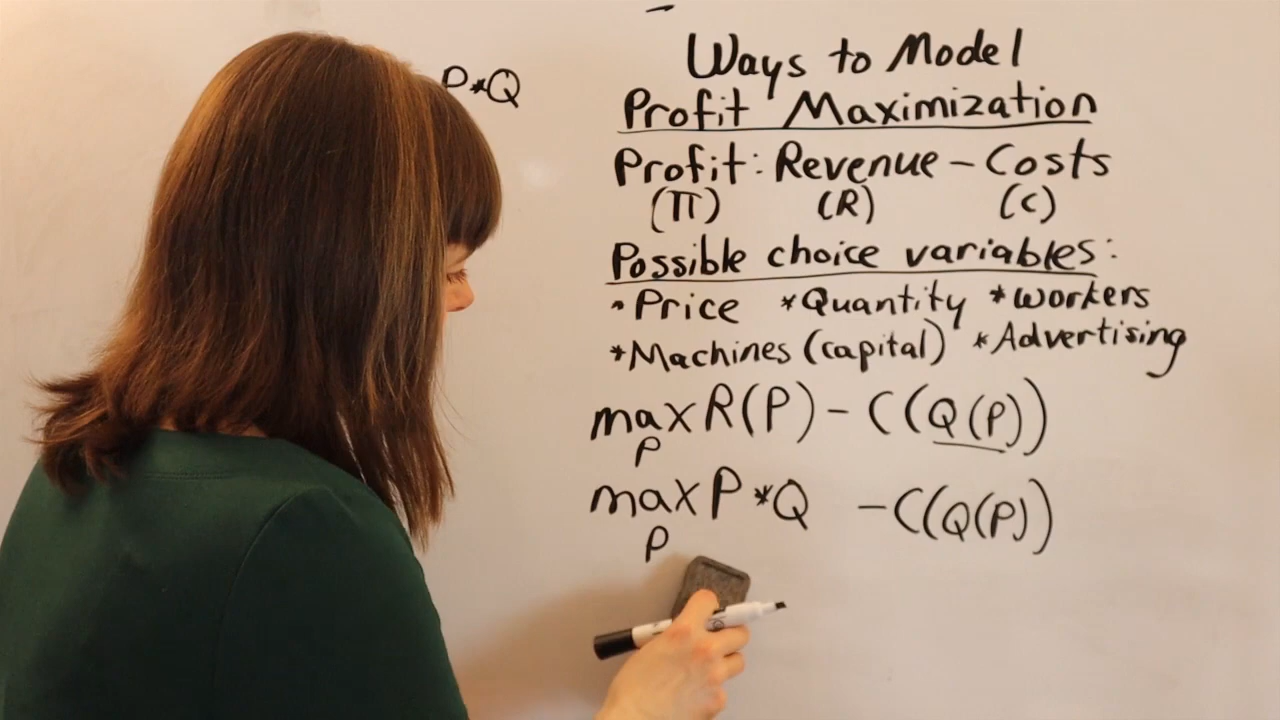 P*Q
Ways to Model
Profit Maximization
Profit: Revenue - Costs
(π) (R) (C)
Possible choice variables:
*Price *Quantity *workers
*Machines (capital) *Advertising
max R(P) - C(Q(P))
P
max P*Q - C(Q(P))
P